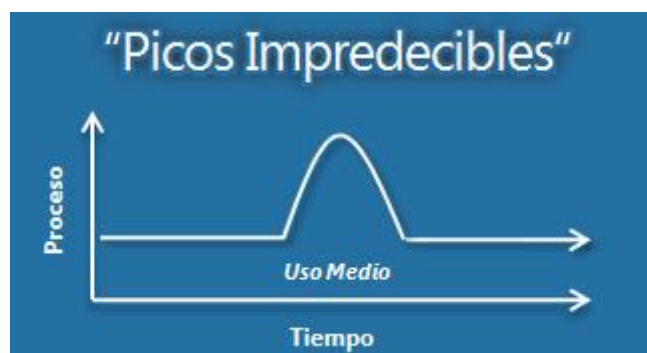 “Picos Impredecibles“
Proceso
Uso Medio
Tiempo